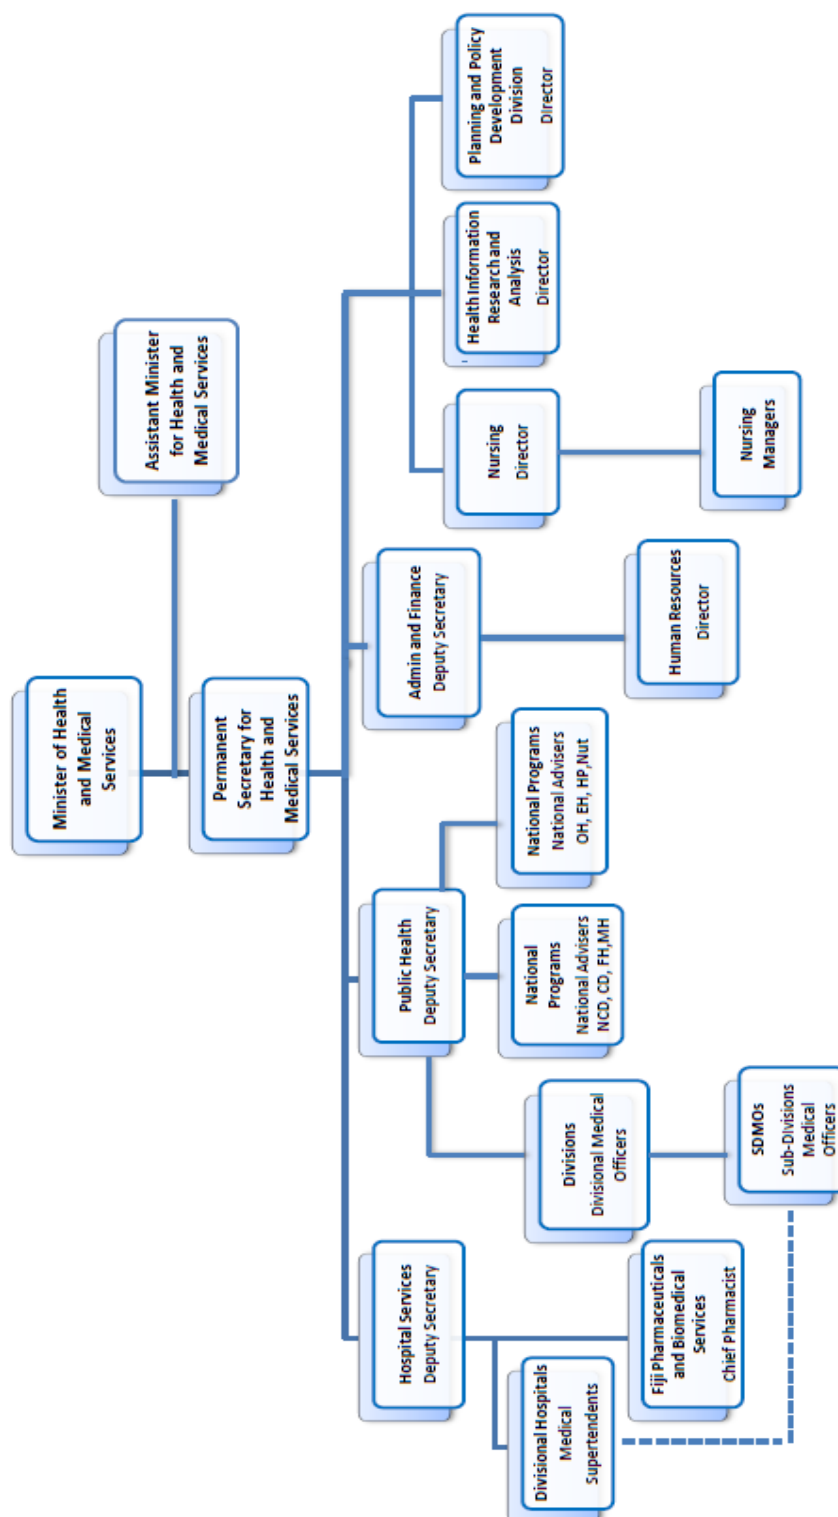 Minister of Health
and Medical
Services
Assistant Minister
for Health and
Medical Services
Permanent
Secretary for
Health and
Medical Services
Hospital Services
Deputy Secretary
Public Health
Deputy Secretary
Admin and Finance
Deputy Secretary
Nursing
Director
Health Information
Research and
Analysis
Director
Planning and Policy
Development
Division
Director
Divisional Hospitals
Medical
Supertendents
Fiji Pharmaceuticals
and Biomedical
Services
Chief Pharmacist
Divisions
Divisional Medical
Officers
National
Programs
National Advisers
NCD, CD, FH,MH
National Programs
National Advisers
OH, EH, HP,Nut
Human Resources
Director
Nursing
Managers
SDMOs
Sub-Divisions
Medical
Officers